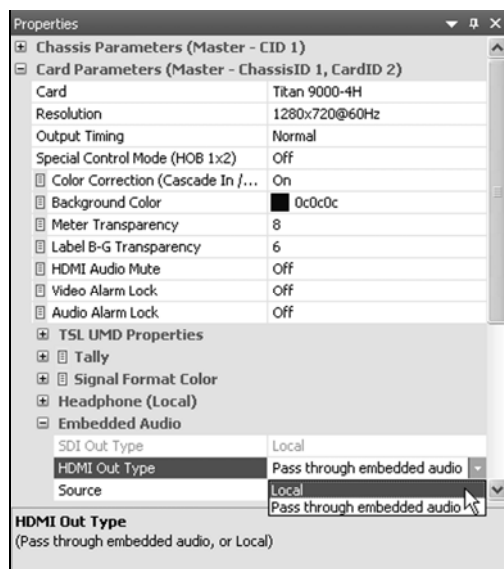 Properties
Chassis Parameters (Master - CID 1)
Card Parameters (Master - ChassisID 1, CardID 2)
Card Titan 9000-4H
Resolution 1280x720@60Hz
Output Timing Normal
Special Control Mode (HOB 1x2) Off
Color Correction (Cascade In /... On
Background Color 0c0c0c
Meter Transparency 8
Label B-G Transparency 6
HDMI Audio Mute Off
Video Alarm Lock Off
Audio Alarm Lock Off
TSL UMD Properties
Tally
Signal Format Color
Headphone (Local)
Embedded Audio
SDI Out Type Local
HDMI Out Type Pass through embedded audio
Source Local
Pass through embedded audio
HDMI Out Type
(Pass through embedded audio, or Local)